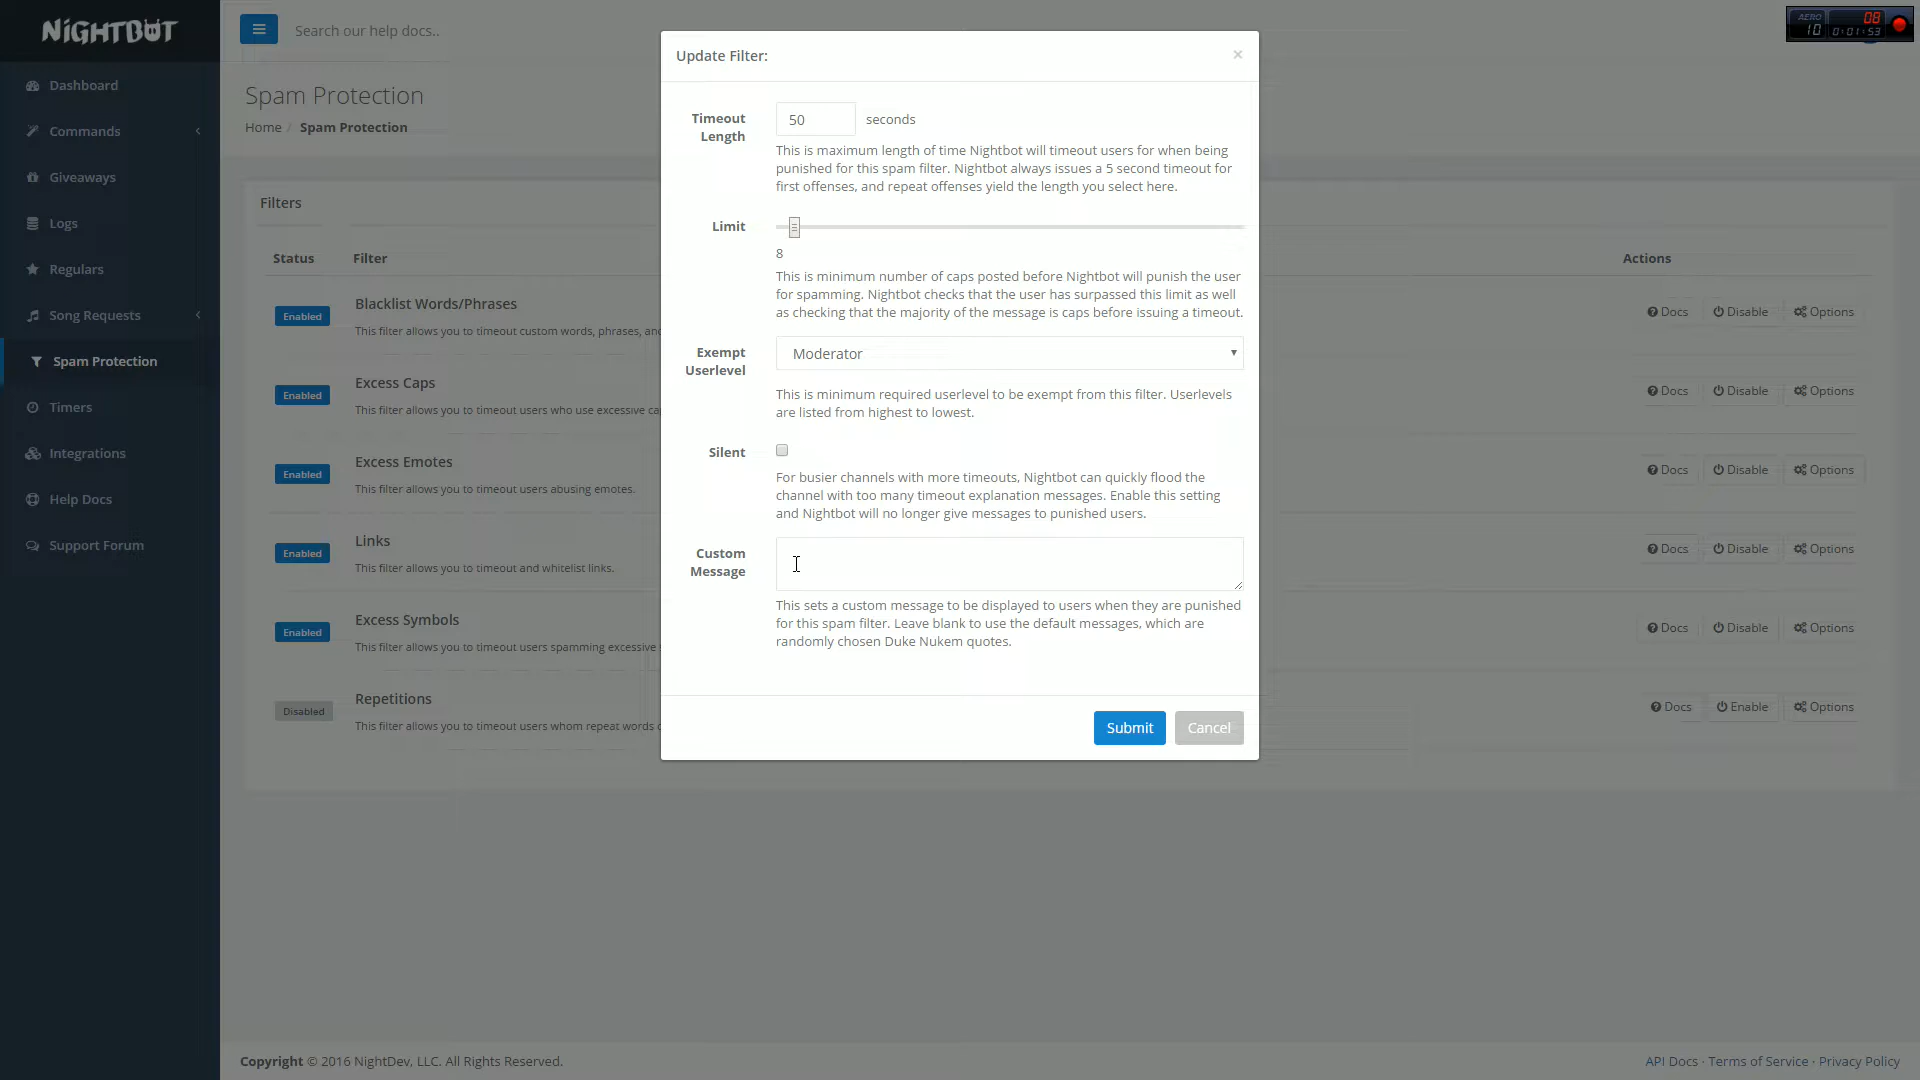 NiGHTBOT
Search our help docs..
AERO
10
08
0:01:53
Dashboard
Commands
Giveaways
Logs
Regulars
Song Requests
Spam Protection
Timers
Integrations
Help Docs
Support Forum
Spam Protection
Home / Spam Protection
Filters
Status Filter Actions
Enabled
Blacklist Words/Phrases
This filter allows you to timeout custom words, phrases, and
Docs Disable Options
Enabled
Excess Caps
This filter allows you to timeout users who use excessive
Docs Disable Options
Enabled
Excess Emotes
This filter allows you to timeout users abusing emotes.
Docs Disable Options
Enabled
Links
This filter allows you to timeout and whitelist links.
Docs Disable Options
Enabled
Excess Symbols
This filter allows you to timeout users spamming excessive
Docs Disable Options
Disabled
Repetitions
This filter allows you to timeout users whom repeat words
Docs Enable Options
Update Filter:
×
Timeout
Length
50 seconds
This is maximum length of time Nightbot will timeout users for when being
punished for this spam filter. Nightbot always issues a 5 second timeout for
first offenses, and repeat offenses yield the length you select here.
Limit
8
This is minimum number of caps posted before Nightbot will punish the user
for spamming. Nightbot checks that the user has surpassed this limit as well
as checking that the majority of the message is caps before issuing a timeout.
Exempt
Userlevel
Moderator
This is minimum required userlevel to be exempt from this filter. Userlevels
are listed from highest to lowest.
Silent
For busier channels with more timeouts, Nightbot can quickly flood the
channel with too many timeout explanation messages. Enable this setting
and Nightbot will no longer give messages to punished users.
Custom
Message
This sets a custom message to be displayed to users when they are punished
for this spam filter. Leave blank to use the default messages, which are
randomly chosen Duke Nukem quotes.
Submit Cancel
Copyright © 2016 NightDev, LLC. All Rights Reserved.
API Docs · Terms of Service · Privacy Policy